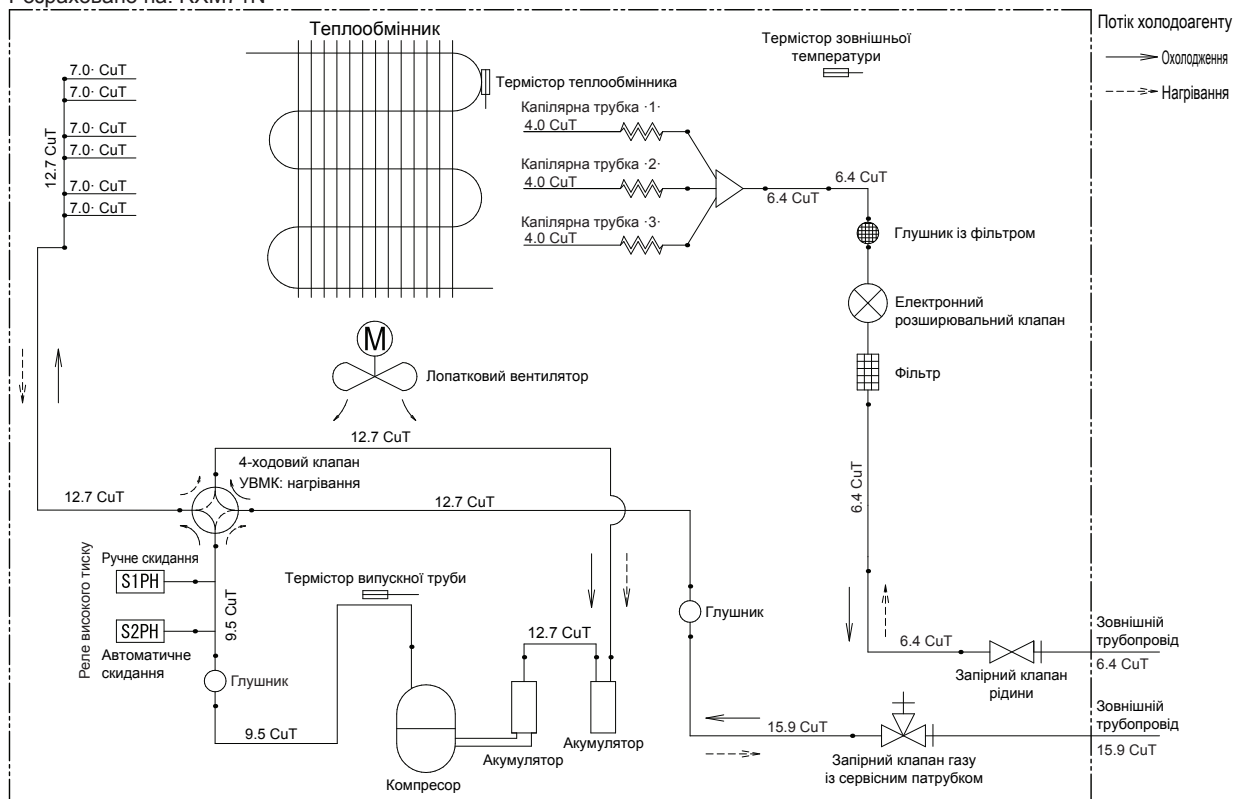 Розраховано на: RXM71N
Теплообмінник
Термістор зовнішньої
температури
Потік холодоагенту
Охолодження
Нагрівання
7.0· CuT
7.0· CuT
7.0· CuT
7.0· CuT
7.0· CuT
7.0· CuT
12.7 CuT
Термістор теплообмінника
Капілярна трубка ·1·
4.0 CuT
Капілярна трубка ·2·
4.0 CuT
Капілярна трубка ·3·
4.0 CuT
6.4 CuT
6.4 CuT
Глушник із фільтром
Електронний
розширювальний клапан
Фільтр
M
Лопатковий вентилятор
12.7 CuT
4-ходовий клапан
УВМК: нагрівання
12.7 CuT
12.7 CuT
6.4 CuT
Реле високого тиску
Ручне скидання
S1PH
S2PH
Автоматичне
скидання
9.5 CuT
Термістор випускної труби
Глушник
Глушник
12.7 CuT
9.5 CuT
Компресор
Акумулятор
Акумулятор
6.4 CuT
Запірний клапан
рідини
Зовнішній
трубопровід
6.4 CuT
15.9 CuT
Запірний клапан газу
із сервісним патрубком
Зовнішній
трубопровід
15.9 CuT